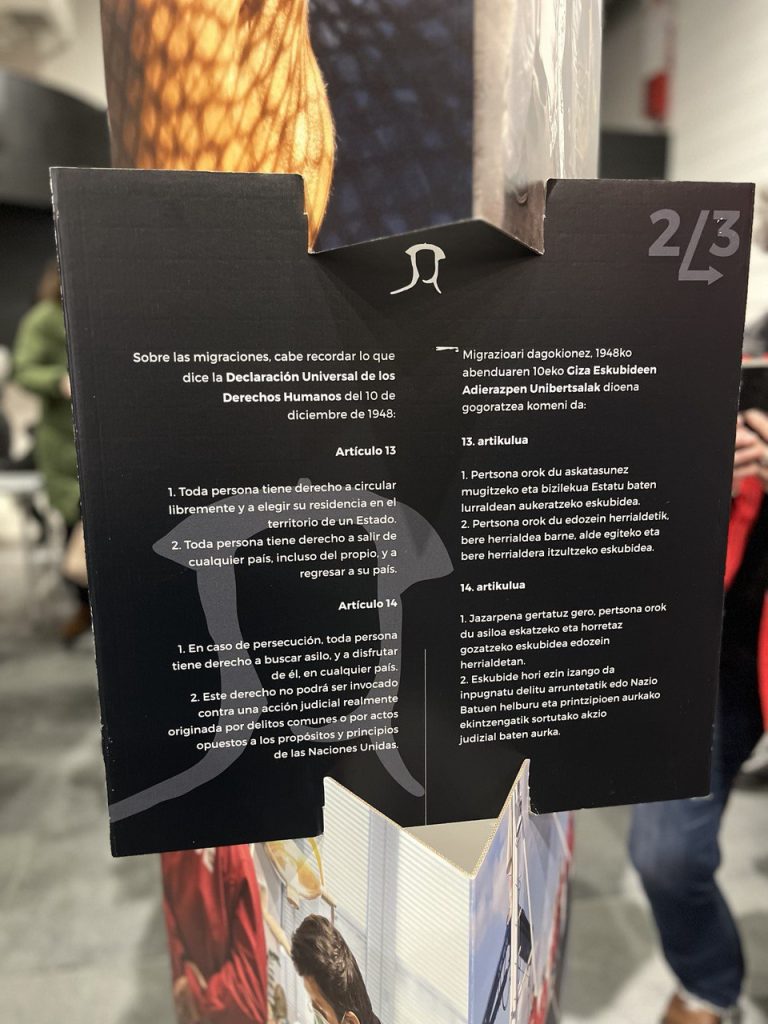 2/3
Sobre las migraciones, cabe recordar lo que
dice la Declaración Universal de los
Derechos Humanos del 10 de
diciembre de 1948:
Artículo 13
1. Toda persona tiene derecho a circular
libremente y a elegir su residencia en el
territorio de un Estado.
2. Toda persona tiene derecho a salir de
cualquier país, incluso del propio, y a
regresar a su país.
Artículo 14
1. En caso de persecución, toda persona
tiene derecho a buscar asilo, y a disfrutar
de él, en cualquier país.
2. Este derecho no podrá ser invocado
contra una acción judicial realmente
originada por delitos comunes o por actos
opuestos a los propósitos y principios
de las Naciones Unidas.
Migrazioari dagokionez, 1948ko
abenduaren 10eko Giza Eskubideen
Adierazpen Unibertsalak dioena
gogoratzea komeni da:
13. artikulua
1. Pertsona orok du askatasunez
mugitzeko eta bizilekua Estatu baten
lurraldean aukeratzeko eskubidea.
2. Pertsona orok du edozein herrialdetik,
bere herrialdea barne, alde egiteko eta
bere herrialdera itzultzeko eskubidea.
14. artikulua
1. Jazarpena gertatuz gero, pertsona orok
du asiloa eskatzeko eta horretaz
gozatzeko eskubidea edozein
herrialdetan.
2. Eskubide hori ezin izango da
inpugnatu delitu arruntetatik edo Nazio
Batuen helburu eta printzipioen aurkako
ekintzengatik sortutako akzio
judizial baten aurka.